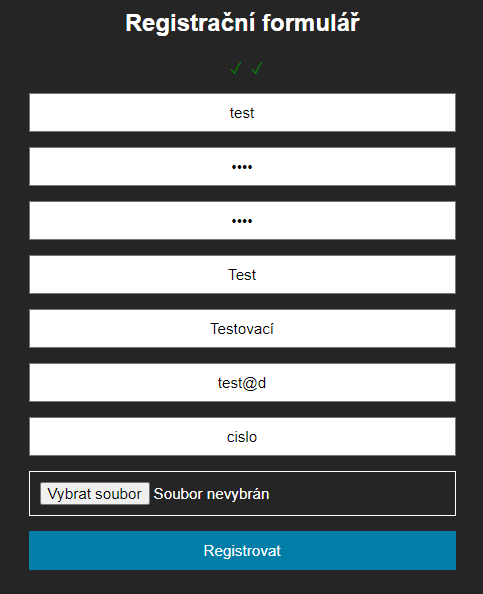 Registrační formulář
✓ ✓
test
••••
••••
Test
Testovací
test@d
cislo
Vybrat soubor Soubor nevybrán
Registrovat